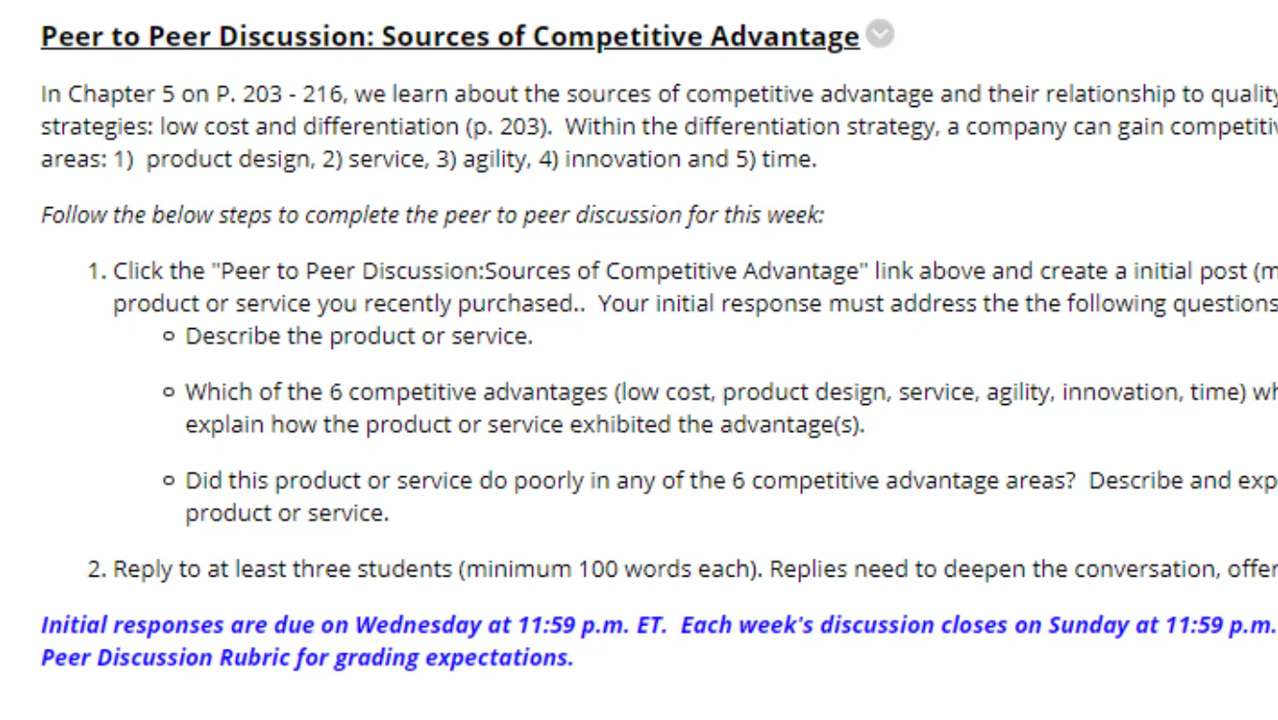 Peer to Peer Discussion: Sources of Competitive Advantage
In Chapter 5 on P. 203 - 216, we learn about the sources of competitive advantage and their relationship to quality
strategies: low cost and differentiation (p. 203).  Within the differentiation strategy, a company can gain
areas: 1)  product design, 2) service, 3) agility, 4) innovation and 5) time.
Follow the below steps to complete the peer to peer discussion for this week:
1. Click the "Peer to Peer Discussion:Sources of Competitive Advantage" link above and create a initial post
product or service you recently purchased..  Your initial response must address the the following questions
Describe the product or service.
Which of the 6 competitive advantages (low cost, product design, service, agility, innovation, time)
explain how the product or service exhibited the advantage(s).
Did this product or service do poorly in any of the 6 competitive advantage areas?  Describe and
product or service.
2. Reply to at least three students (minimum 100 words each). Replies need to deepen the conversation, offer
Initial responses are due on Wednesday at 11:59 p.m. ET.  Each week's discussion closes on Sunday at 11:59 p.m.
Peer Discussion Rubric for grading expectations.